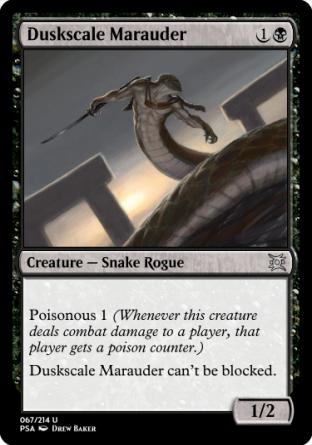 Duskscale Marauder 1
Creature — Snake Rogue
Poisonous 1 (Whenever this creature
deals combat damage to a player, that
player gets a poison counter.)
Duskscale Marauder can't be blocked.
1/2
067/214 U
PSA Drew Baker